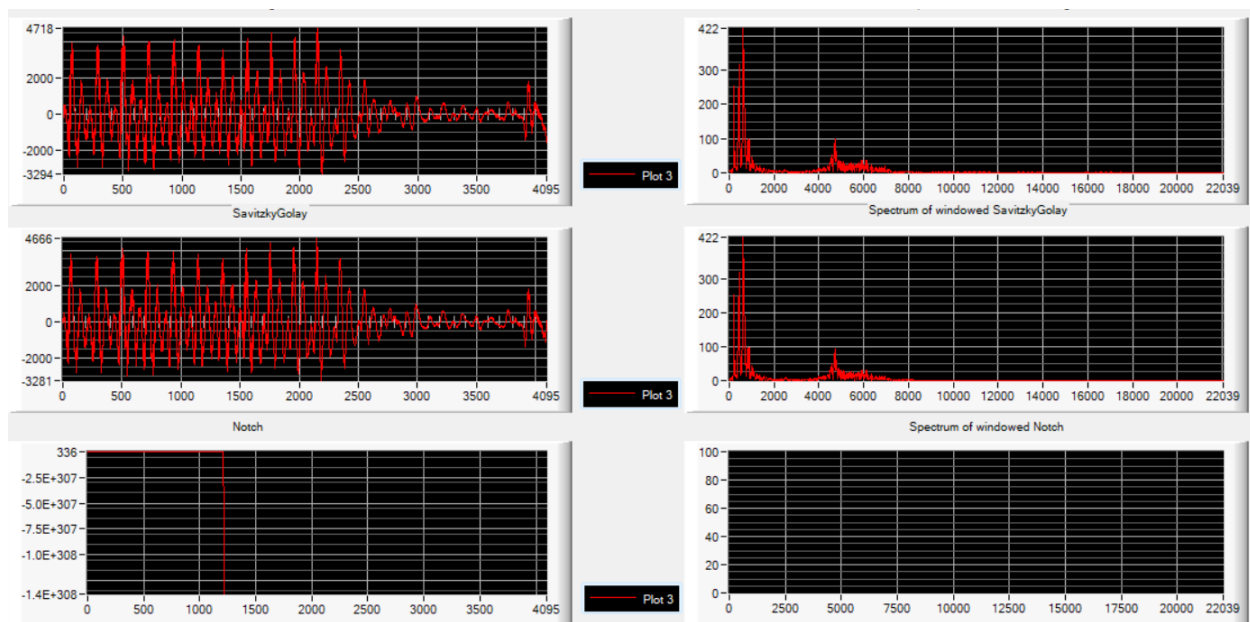 4718
2000
0
-2000
-3294
0 500 1000 1500 2000 2500 3000 3500 4095
Plot 3
422
300
200
100
0
0 2000 4000 6000 8000 10000 12000 14000 16000 18000 20000 22039
SavitzkyGolay
Spectrum of windowed SavitzkyGolay
4666
2000
0
-2000
-3281
0 500 1000 1500 2000 2500 3000 3500 4095
Plot 3
422
300
200
100
0
0 2000 4000 6000 8000 10000 12000 14000 16000 18000 20000 22039
Notch
Spectrum of windowed Notch
336
-2.5E+307
-5.0E+307
-7.5E+307
-1.0E+308
-1.4E+308
0 500 1000 1500 2000 2500 3000 3500 4095
Plot 3
100
80
60
40
20
0
0 2500 5000 7500 10000 12500 15000 17500 20000 22039